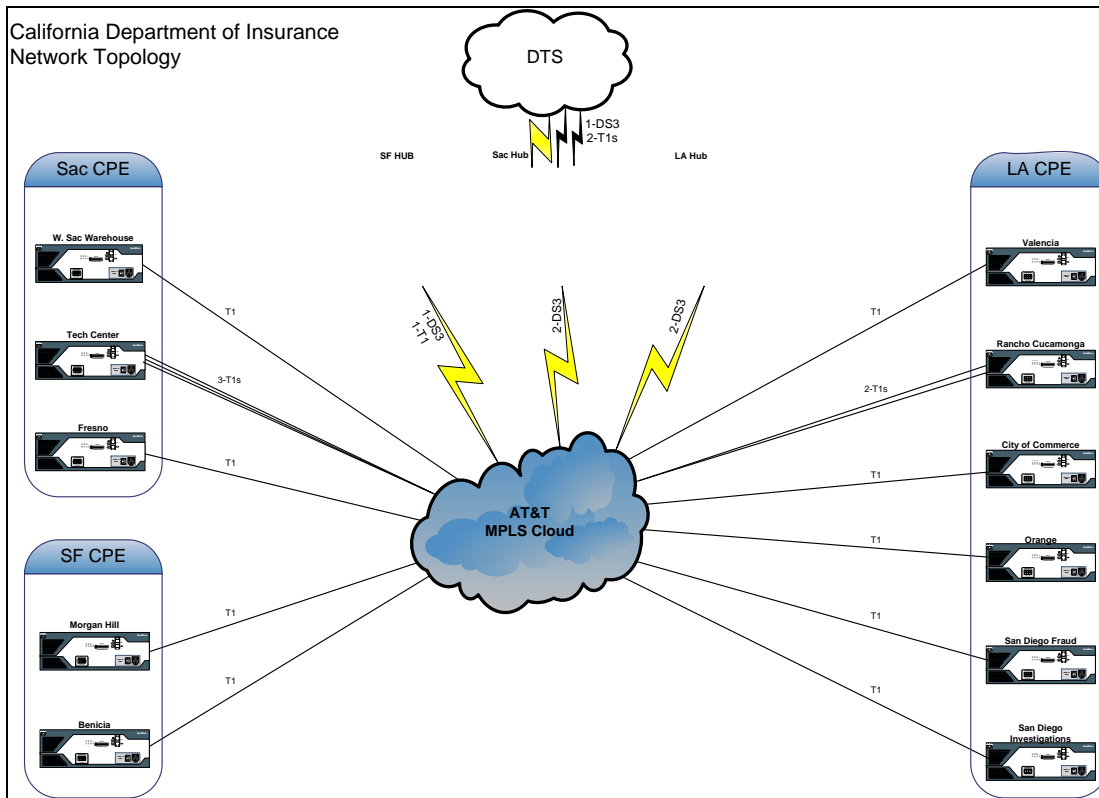 California Department of Insurance
Network Topology
DTS
1-DS3
2-T1s
SF HUB
Sac Hub
LA Hub
Sac CPE
W. Sac Warehouse
T1
Tech Center
3-T1s
Fresno
T1
SF CPE
Morgan Hill
T1
Benicia
T1
1-DS3
1-T1
2-DS3
2-DS3
AT&T
MPLS Cloud
LA CPE
Valencia
T1
Rancho Cucamonga
2-T1s
City of Commerce
T1
Orange
T1
San Diego Fraud
T1
San Diego
Investigations
T1